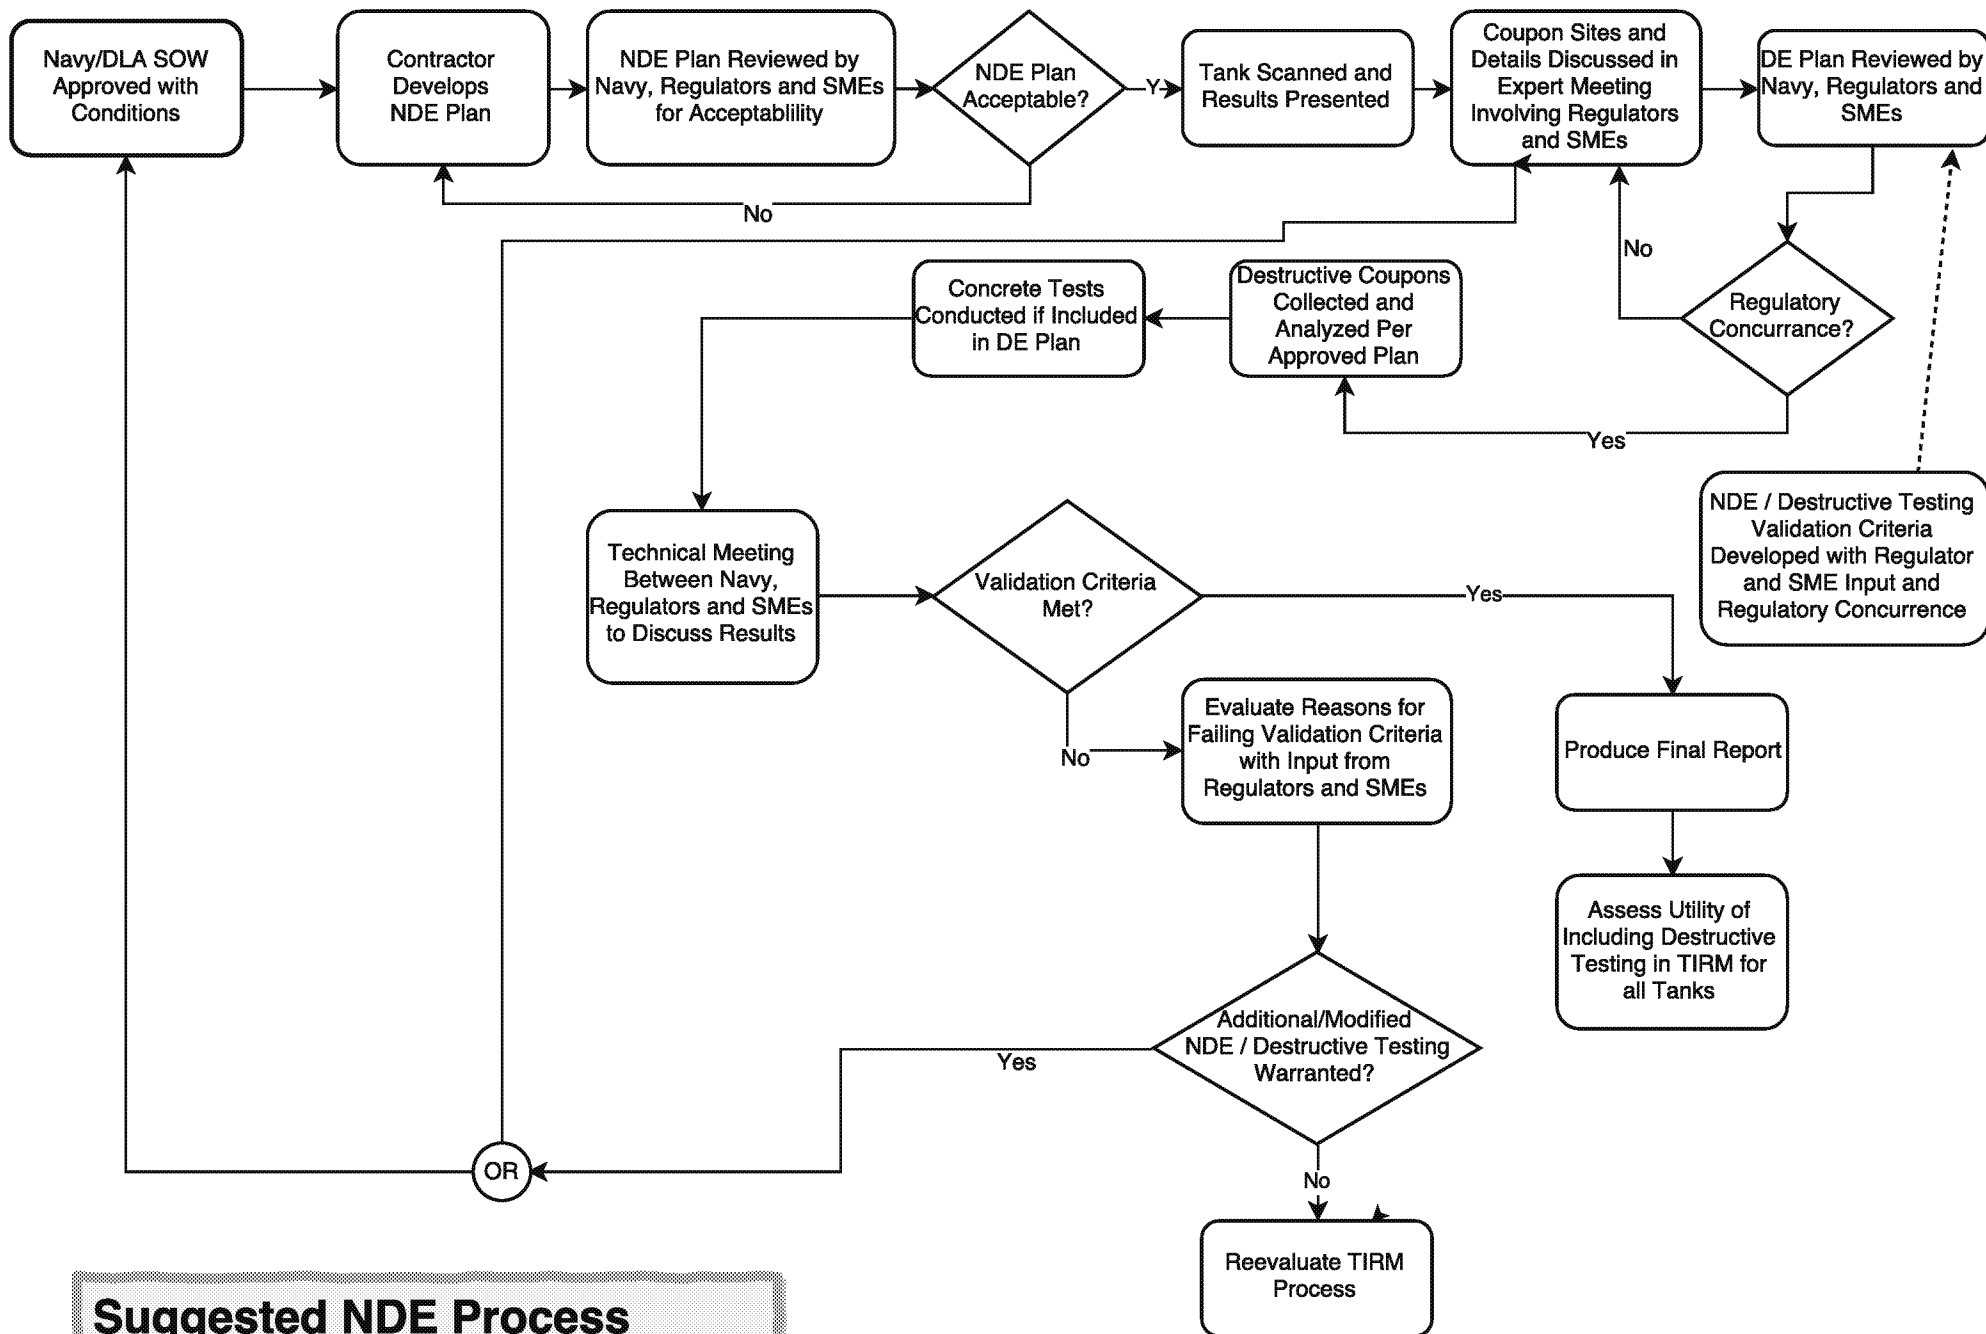 Navy/DLA SOW
Approved with
Conditions
Contractor
Develops
NDE Plan
NDE Plan Reviewed by
Navy, Regulators and SMEs
for Acceptablility
NDE Plan
Acceptable?
Y
Tank Scanned and
Results Presented
Coupon Sites and
Details Discussed in
Expert Meeting
Involving Regulators
and SMEs
DE Plan Reviewed by
Navy, Regulators and
SMEs
No
No
Regulatory
Concurrance?
Yes
Destructive Coupons
Collected and
Analyzed Per
Approved Plan
Concrete Tests
Conducted if Included
in DE Plan
NDE / Destructive Testing
Validation Criteria
Developed with Regulator
and SME Input and
Regulatory Concurrence
Technical Meeting
Between Navy,
Regulators and SMEs
to Discuss Results
Validation Criteria
Met?
Yes
No
Evaluate Reasons for
Failing Validation Criteria
with Input from
Regulators and SMEs
Produce Final Report
Assess Utility of
Including Destructive
Testing in TIRM for
all Tanks
Additional/Modified
NDE / Destructive Testing
Warranted?
Yes
OR
No
Reevaluate TIRM
Process
Suggested NDE Process